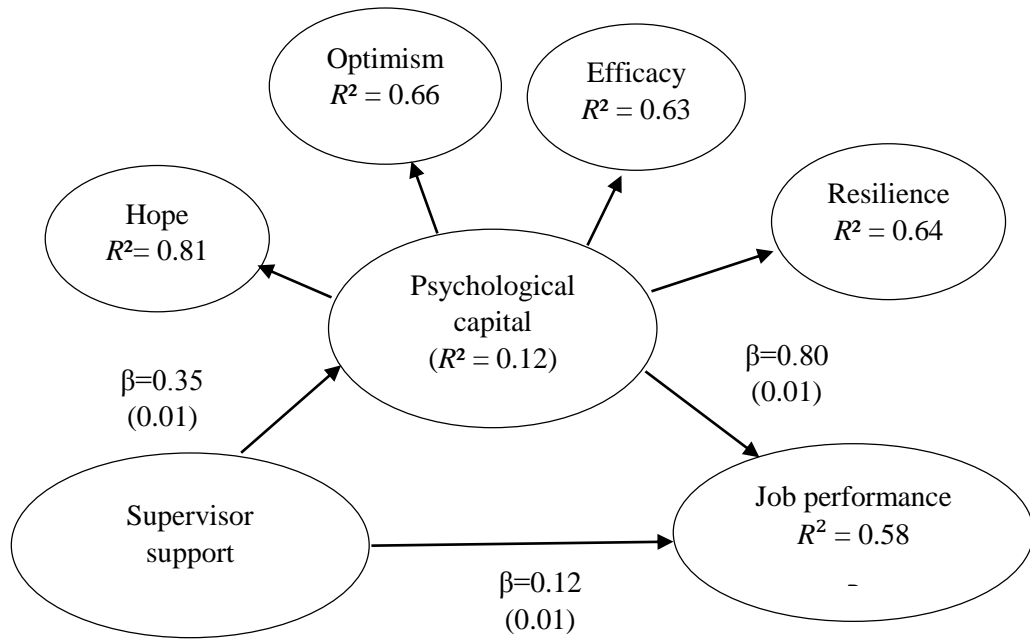 Optimism
R² = 0.66
Efficacy
R² = 0.63
Hope
R²= 0.81
Resilience
R² = 0.64
Psychological
capital
(R² = 0.12)
β=0.35
(0.01)
β=0.80
(0.01)
Supervisor
support
Job performance
R² = 0.58
-
β=0.12
(0.01)